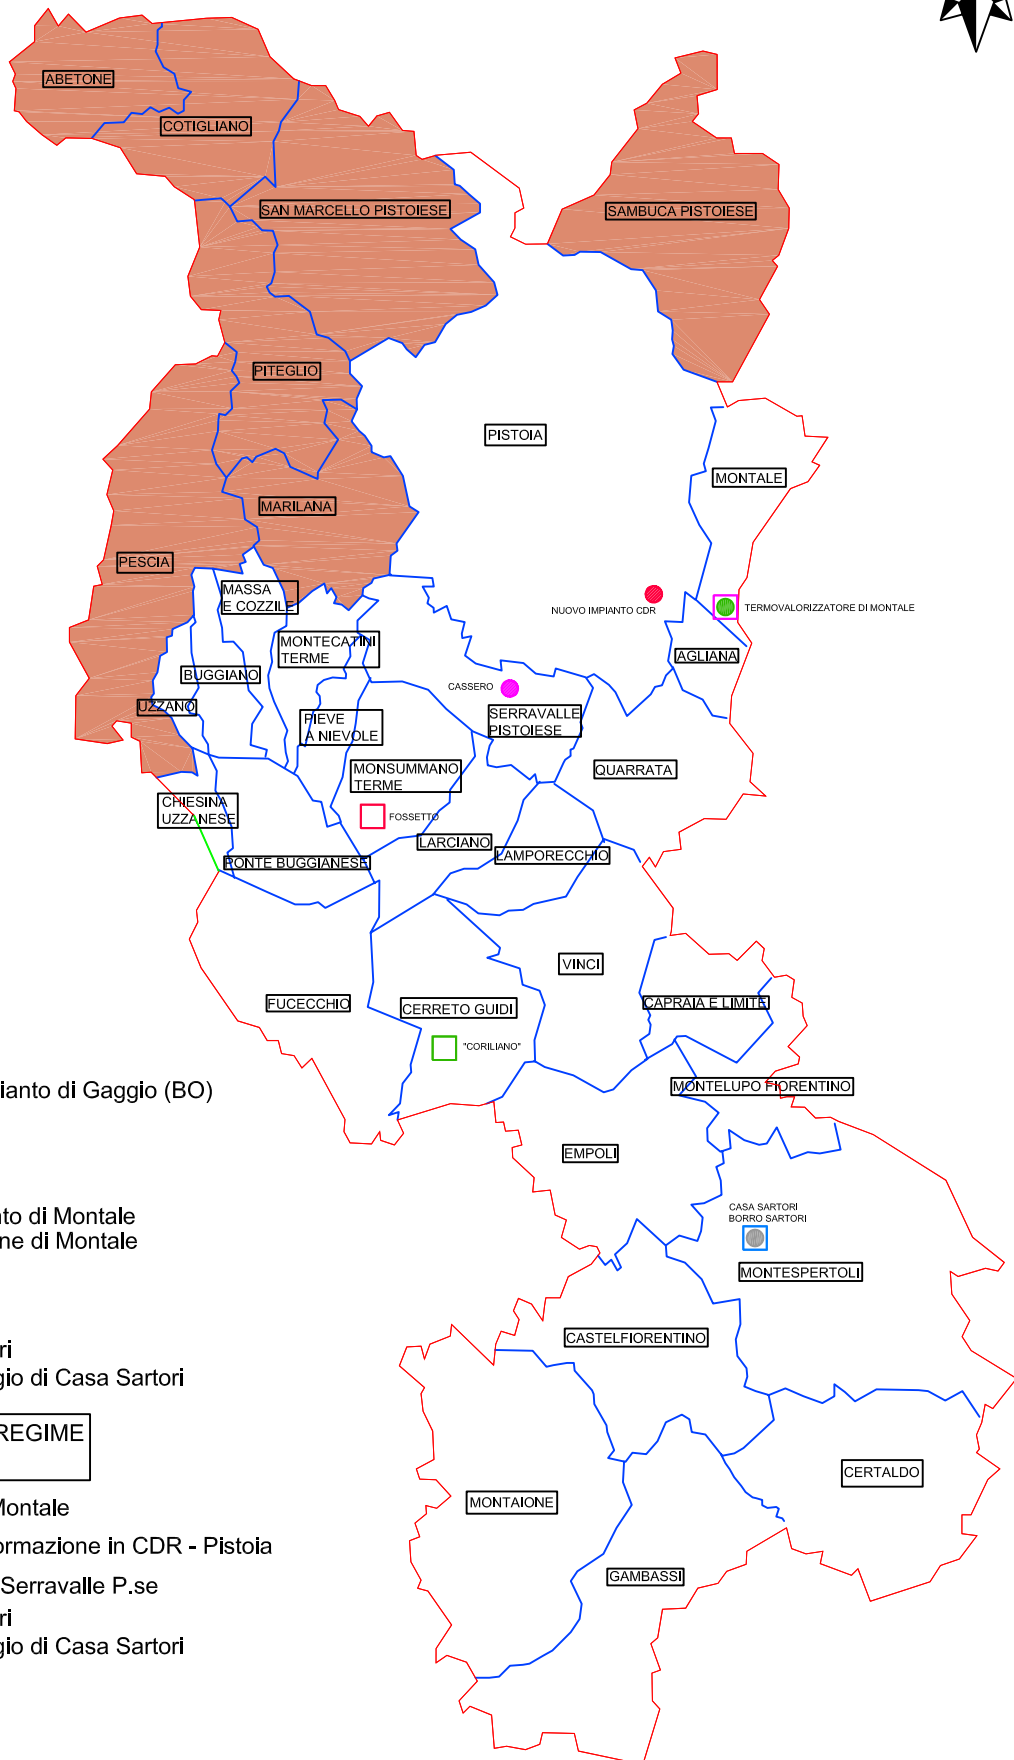 ABETONE
COTIGLIANO
SAN MARCELLO PISTOIESE
SAMBUCA PISTOIESE
PITEGLIO
PISTOIA
MONTALE
MARILANA
PESCIA
MASSA
E COZZILE
NUOVO IMPIANTO CDR
TERMOVALORIZZATORE DI MONTALE
MONTECATINI
TERME
AGLIANA
BUGGIANO
CASSERO
UZZANO
PIEVE
A NIEVOLE
SERRAVALLE
PISTOIESE
MONSUMMANO
TERME
QUARRATA
CHIESINA
UZZANESE
FOSSETTO
LARCIANO
LAMPORECCHIO
PONTE BUGGIANESE
VINCI
FUCECCHIO
CERRETO GUIDI
CAPRAIA E LIMITE
"CORILIANO"
MONTELUPO FIORENTINO
ianto di Gaggio (BO)
EMPOLI
CASA SARTORI
BORRO SARTORI
nto di Montale
ne di Montale
MONTESPERTOLI
CASTELFIORENTINO
ri
gio di Casa Sartori
REGIME
CERTALDO
MONTAIONE
Montale
ormazione in CDR - Pistoia
GAMBASSI
Serravalle P.se
ri
gio di Casa Sartori